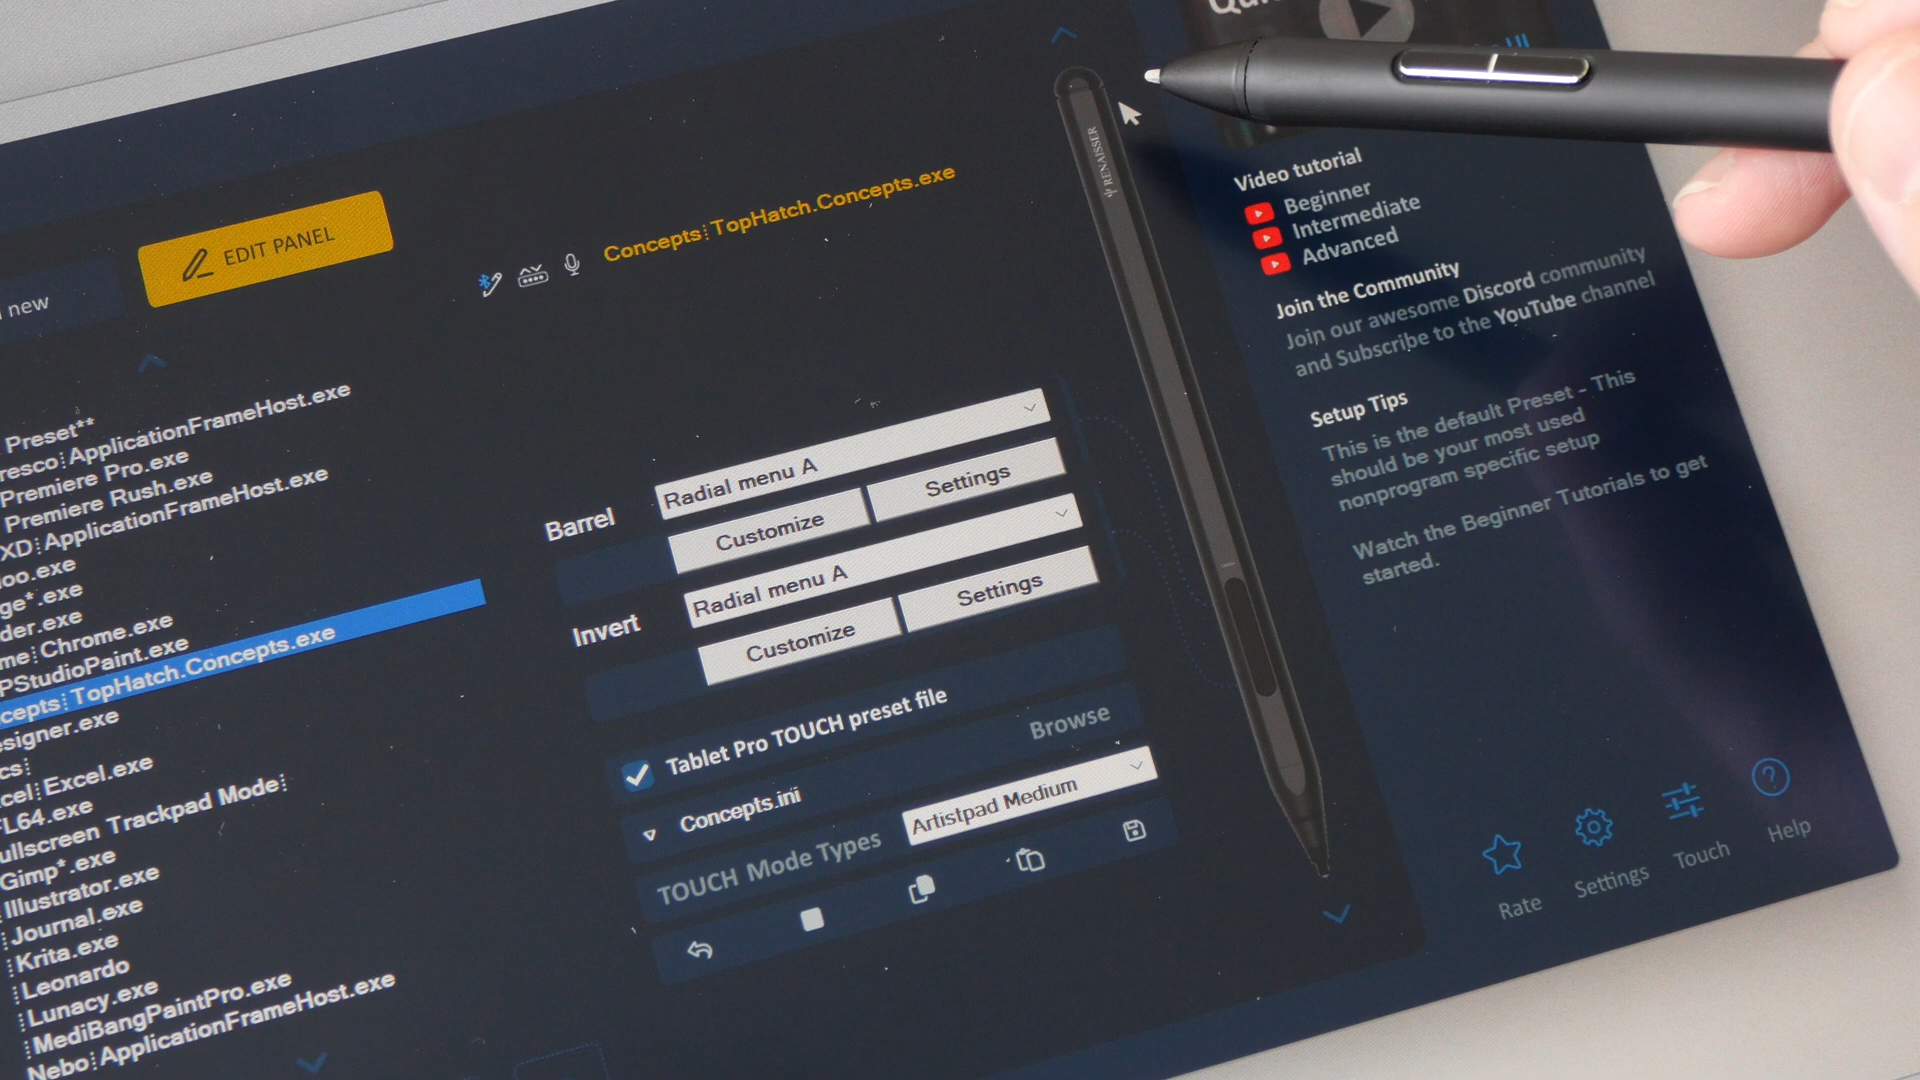 new
EDIT PANEL
Concepts⋮TopHatch.Concepts.exe
Preset**
resco⋮ApplicationFrameHost.exe
Premiere Pro.exe
Premiere Rush.exe
XD⋮ApplicationFrameHost.exe
oo.exe
ge*.exe
der.exe
me⋮Chrome.exe
PStudioPaint.exe
cepts⋮TopHatch.Concepts.exe
signer.exe
cs⋮
cel⋮Excel.exe
FL64.exe
ullscreen Trackpad Mode⋮
Gimp*.exe
⋮Illustrator.exe
⋮Journal.exe
⋮Krita.exe
⋮Leonardo
⋮Lunacy.exe
⋮MediBangPaintPro.exe
Nebo⋮ApplicationFrameHost.exe
Barrel
Radial menu A
Customize
Settings
Invert
Radial menu A
Customize
Settings
Tablet Pro TOUCH preset file
Browse
Concepts.ini
TOUCH Mode Types
Artistpad Medium
RENAISSER
Video tutorial
Beginner
Intermediate
Advanced
Join the Community
Join our awesome Discord community
and Subscribe to the YouTube channel
Setup Tips
This is the default Preset - This
should be your most used
nonprogram specific setup
Watch the Beginner Tutorials to get
started.
Rate
Settings
Touch
Help